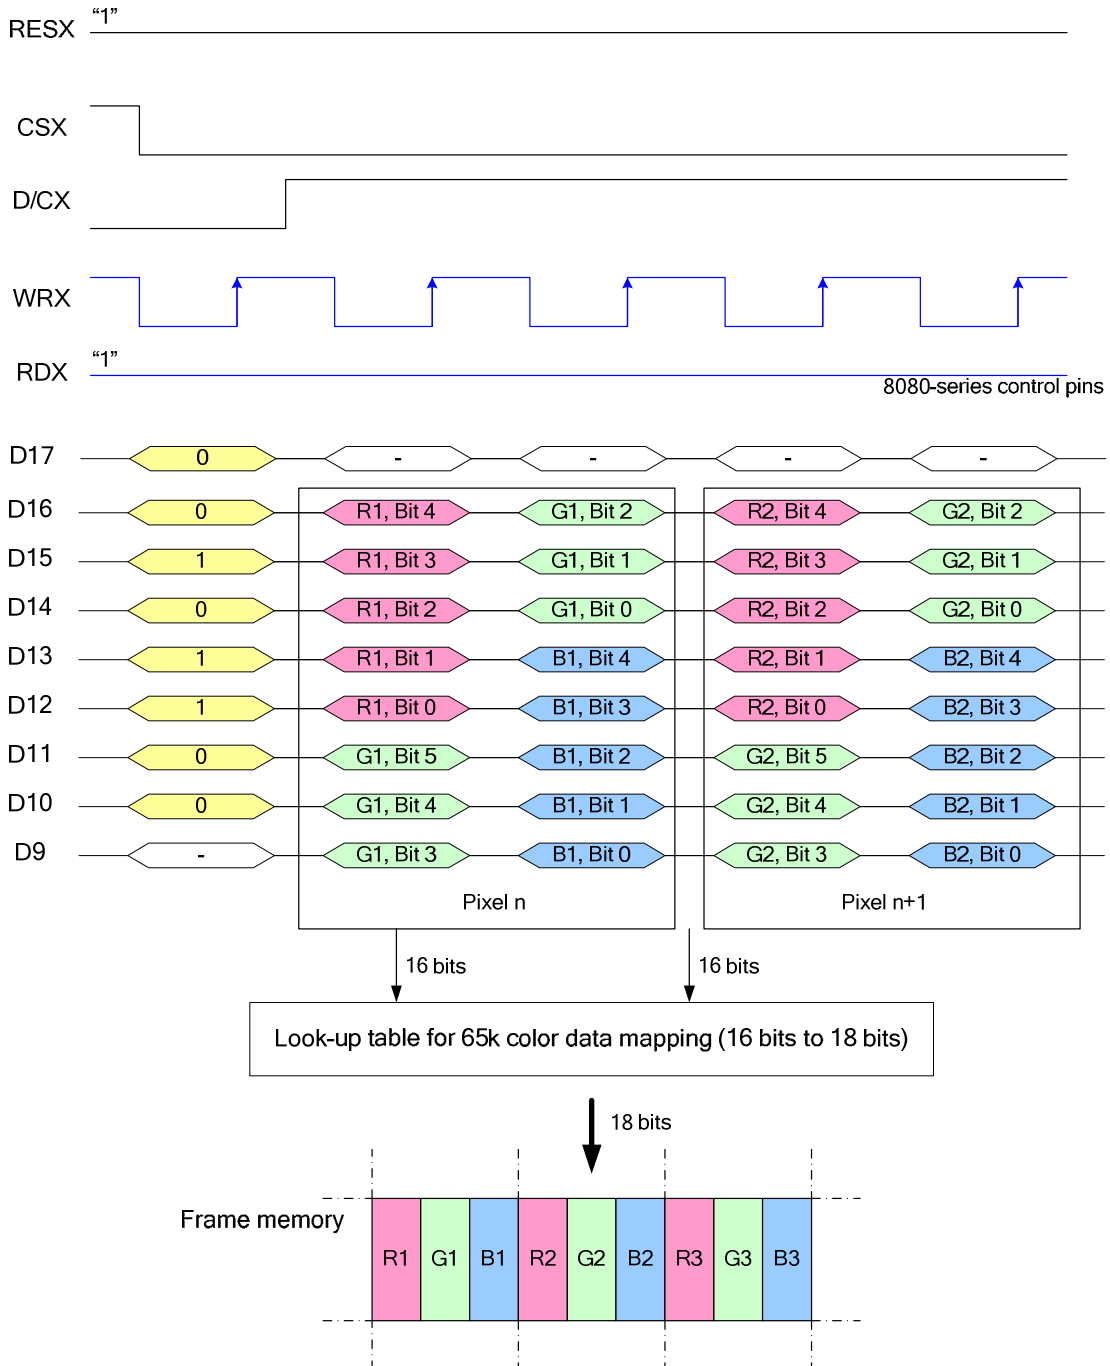 RESX "1"
CSX
D/CX
WRX
RDX "1"
8080-series control pins
D17 0 - - - -
D16 0 R1, Bit 4 G1, Bit 2 R2, Bit 4 G2, Bit 2
D15 1 R1, Bit 3 G1, Bit 1 R2, Bit 3 G2, Bit 1
D14 0 R1, Bit 2 G1, Bit 0 R2, Bit 2 G2, Bit 0
D13 1 R1, Bit 1 B1, Bit 4 R2, Bit 1 B2, Bit 4
D12 1 R1, Bit 0 B1, Bit 3 R2, Bit 0 B2, Bit 3
D11 0 G1, Bit 5 B1, Bit 2 G2, Bit 5 B2, Bit 2
D10 0 G1, Bit 4 B1, Bit 1 G2, Bit 4 B2, Bit 1
D9 - G1, Bit 3 B1, Bit 0 G2, Bit 3 B2, Bit 0
Pixel n Pixel n+1
16 bits 16 bits
Look-up table for 65k color data mapping (16 bits to 18 bits)
18 bits
Frame memory
R1 G1 B1 R2 G2 B2 R3 G3 B3